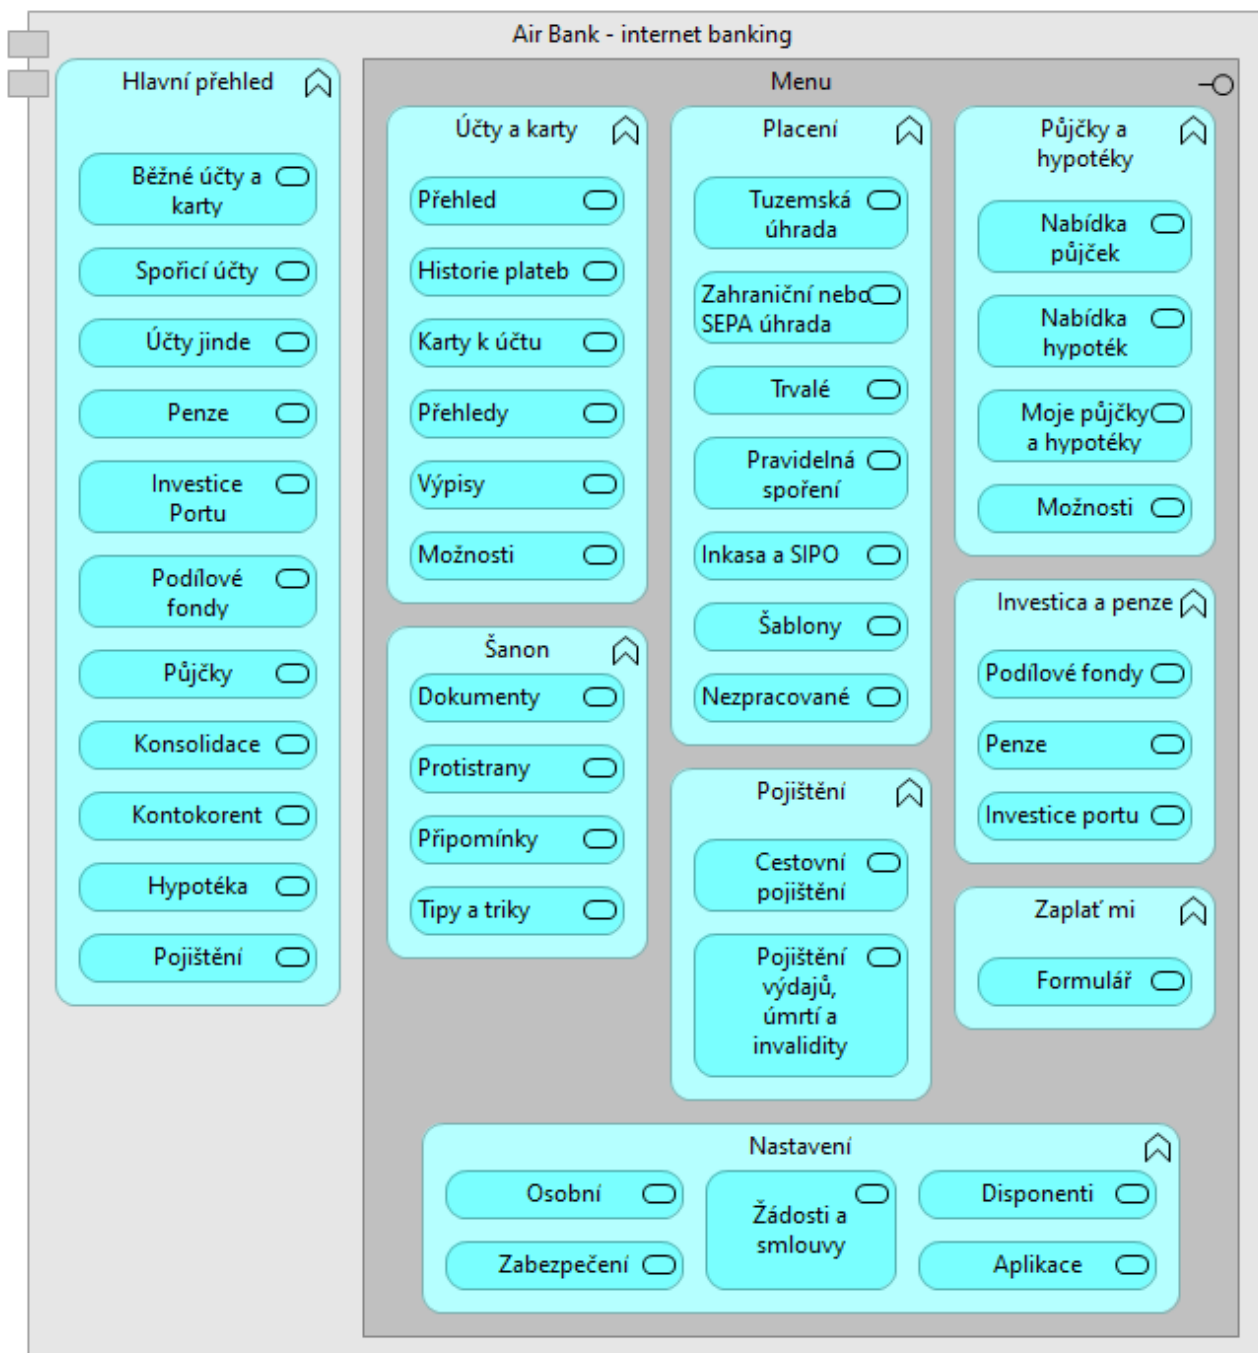 Air Bank - internet banking
Hlavní přehled
Běžné účty a
karty
Spořicí účty
Účty jinde
Penze
Investice
Portu
Podílové
fondy
Půjčky
Konsolidace
Kontokorent
Hypotéka
Pojištění
Menu
Účty a karty
Přehled
Historie plateb
Karty k účtu
Přehledy
Výpisy
Možnosti
Šanon
Dokumenty
Protistrany
Připomínky
Tipy a triky
Placení
Tuzemská
úhrada
Zahraniční nebo
SEPA úhrada
Trvalé
Pravidelná
spoření
Inkasa a SIPO
Šablony
Nezpracované
Pojištění
Cestovní
pojištění
Pojištění
výdajů,
úmrtí a
invalidity
Půjčky a
hypotéky
Nabídka
půjček
Nabídka
hypoték
Moje půjčky
a hypotéky
Možnosti
Investica a penze
Podílové fondy
Penze
Investice portu
Zaplať mi
Formulář
Nastavení
Osobní
Zabezpečení
Žádosti a
smlouvy
Disponenti
Aplikace